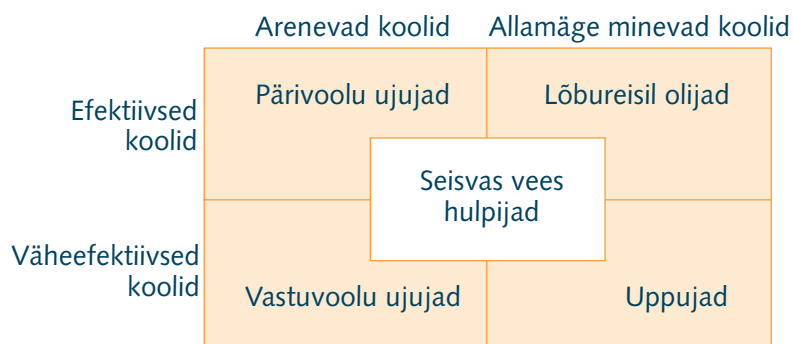 Arenevad koolid
Allamäge minevad koolid
Efektiivsed
koolid
Pärivoolu ujujad
Lõbureisil olijad
Seisvas vees
hulpijad
Väheefektiivsed
koolid
Vastuvoolu ujujad
Uppujad